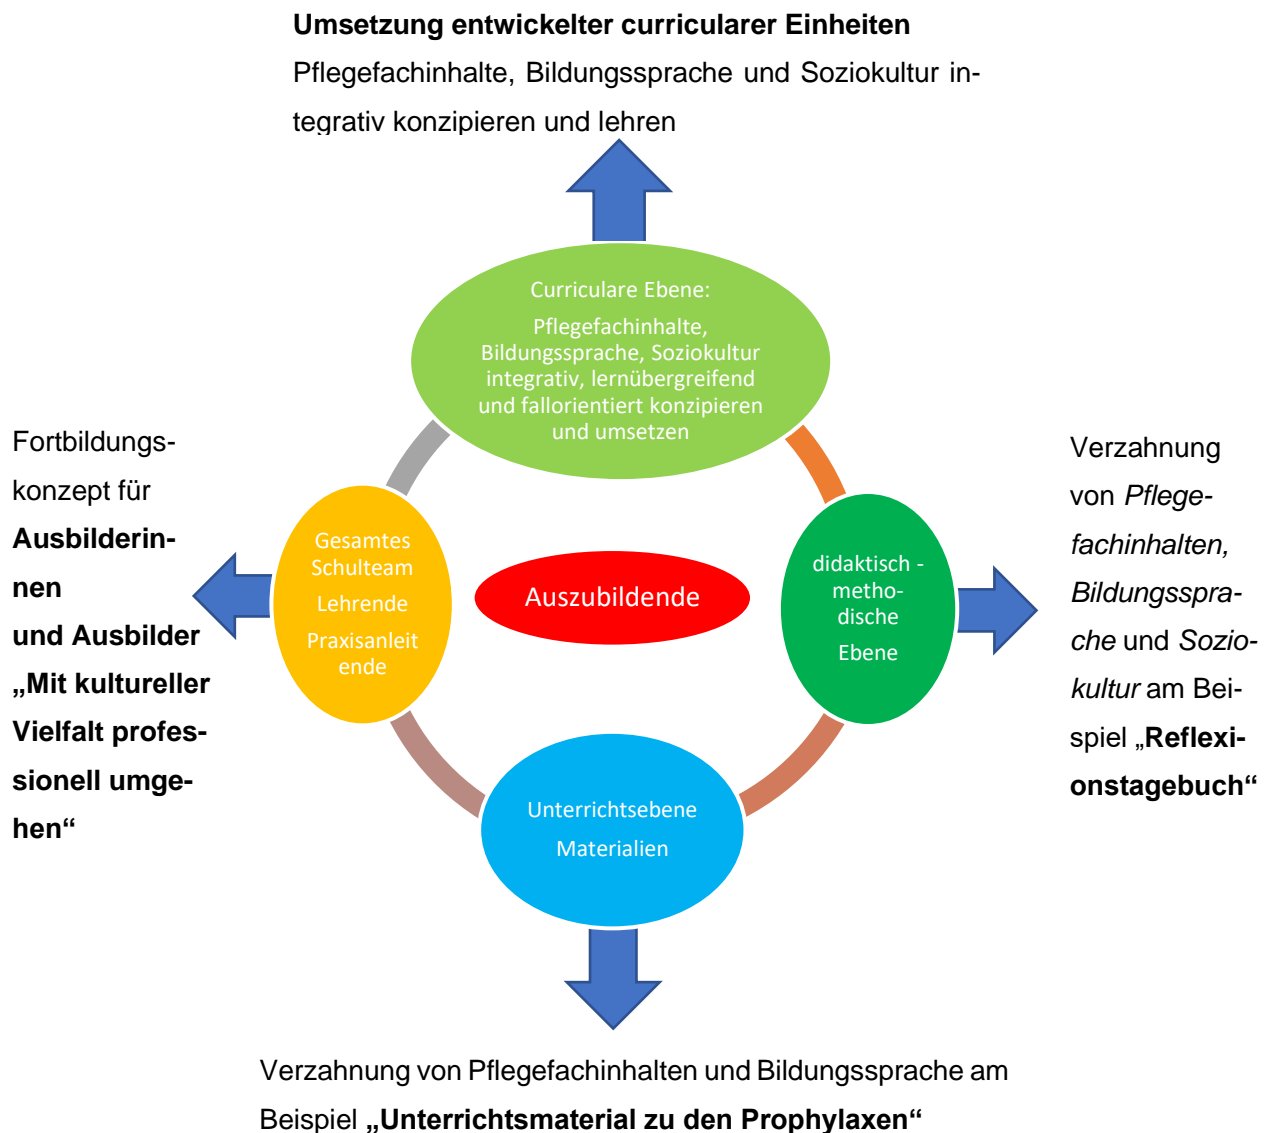 Umsetzung entwickelter curricularer Einheiten
Pflegefachinhalte, Bildungssprache und Soziokultur in-
tegrativ konzipieren und lehren
Curriculare Ebene:
Pflegefachinhalte,
Bildungssprache, Soziokultur
integrativ, lernübergreifend
und fallorientiert konzipieren
und umsetzen
Fortbildungs-
konzept für
Ausbilderin-
nen
und Ausbilder
„Mit kultureller
Vielfalt profes-
sionell umge-
hen“
Gesamtes
Schulteam
Lehrende
Praxisanleit
ende
Auszubildende
didaktisch -
metho-
dische
Ebene
Verzahnung
von Pflege-
fachinhalten,
Bildungsspra-
che und Sozio-
kultur am Bei-
spiel „Reflexi-
onstagebuch“
Unterrichtsebene
Materialien
Verzahnung von Pflegefachinhalten und Bildungssprache am
Beispiel „Unterrichtsmaterial zu den Prophylaxen“